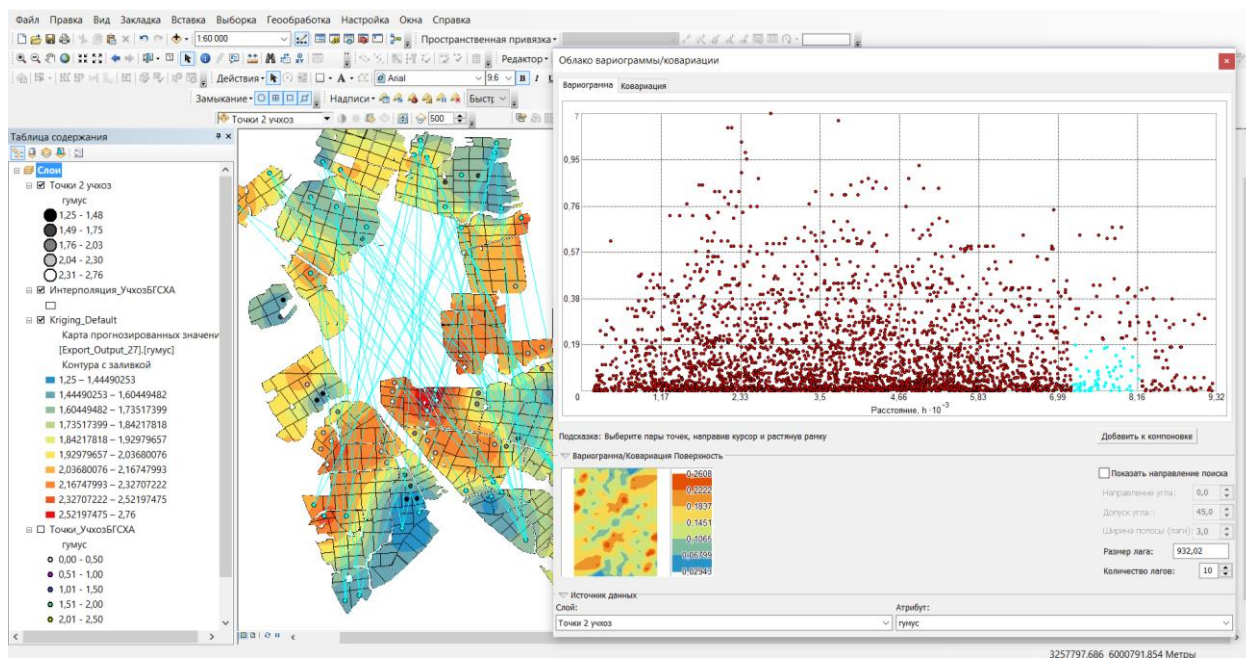 Файл Правка Вид Закладка Вставка Выборка Геообработка Настройка Окна Справка
1:60 000
Пространственная привязка
Редактор
Действия
A
Arial
9.6
B I U
Замыкание
Надписи
Быстр
Точки 2 учхоз
500
Таблица содержания
Слои
Точки 2 учхоз
гумус
1,25 - 1,48
1,49 - 1,75
1,76 - 2,03
2,04 - 2,30
2,31 - 2,76
Интерполяция_УчхозБГСХА
Kriging_Default
Карта прогнозированных значени
[Export_Output_27].[гумус]
Контура с заливкой
1,25 – 1,44490253
1,44490253 – 1,60449482
1,60449482 – 1,73517399
1,73517399 – 1,84217818
1,84217818 – 1,92979657
1,92979657 – 2,03680076
2,03680076 – 2,16747993
2,16747993 – 2,32707222
2,32707222 – 2,52197475
2,52197475 – 2,76
Точки_УчхозБГСХА
гумус
0,00 - 0,50
0,51 - 1,00
1,01 - 1,50
1,51 - 2,00
2,01 - 2,50
Облако вариограммы/ковариации
Вариограмма Ковариация
7
0,95
0,76
0,57
0,38
0,19
0 1,17 2,33 3,5 4,66 5,83 6,99 8,16 9,32
Расстояние, h ·10⁻³
Подсказка: Выберите пары точек, направив курсор и растянув рамку
Добавить к компоновке
Вариограмма/Ковариация Поверхность
0,2608
0,2222
0,1837
0,1451
0,1065
0,06799
0,02943
Показать направление поиска
Направление угла: 0,0
Допуск угла:: 45,0
Ширина полосы (лаги): 3,0
Размер лага: 932,02
Количество лагов: 10
Источник данных
Слой: Атрибут:
Точки 2 учхоз гумус
3257797,686 6000791,854 Метры